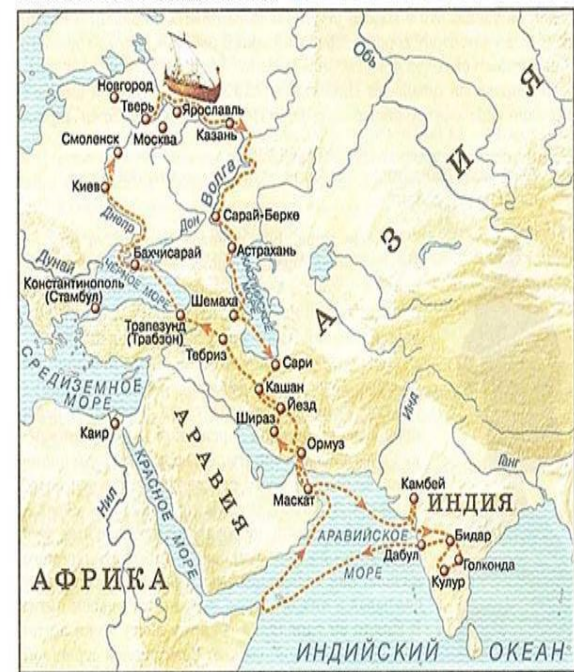 Обь
Новгород
Тверь
Ярославль
Москва
Казань
Смоленск
Волга
Киев
Днепр
Дон
Сарай-Берке
Астрахань
Бахчисарай
Дунай
ЧЕРНОЕ МОРЕ
КАСПИЙСКОЕ
МОРЕ
Константинополь
(Стамбул)
Шемаха
Трапезунд
(Трабзон)
Тебриз
Сари
АЗИЯ
СРЕДИЗЕМНОЕ
МОРЕ
Кашан
Йезд
Шираз
Каир
АРАВИЯ
Ормуз
Инд
Ганг
Нил
КРАСНОЕ МОРЕ
Маскат
Камбей
ИНДИЯ
АРАВИЙСКОЕ
МОРЕ
Дабул
Бидар
Голконда
Кулур
АФРИКА
ИНДИЙСКИЙ ОКЕАН